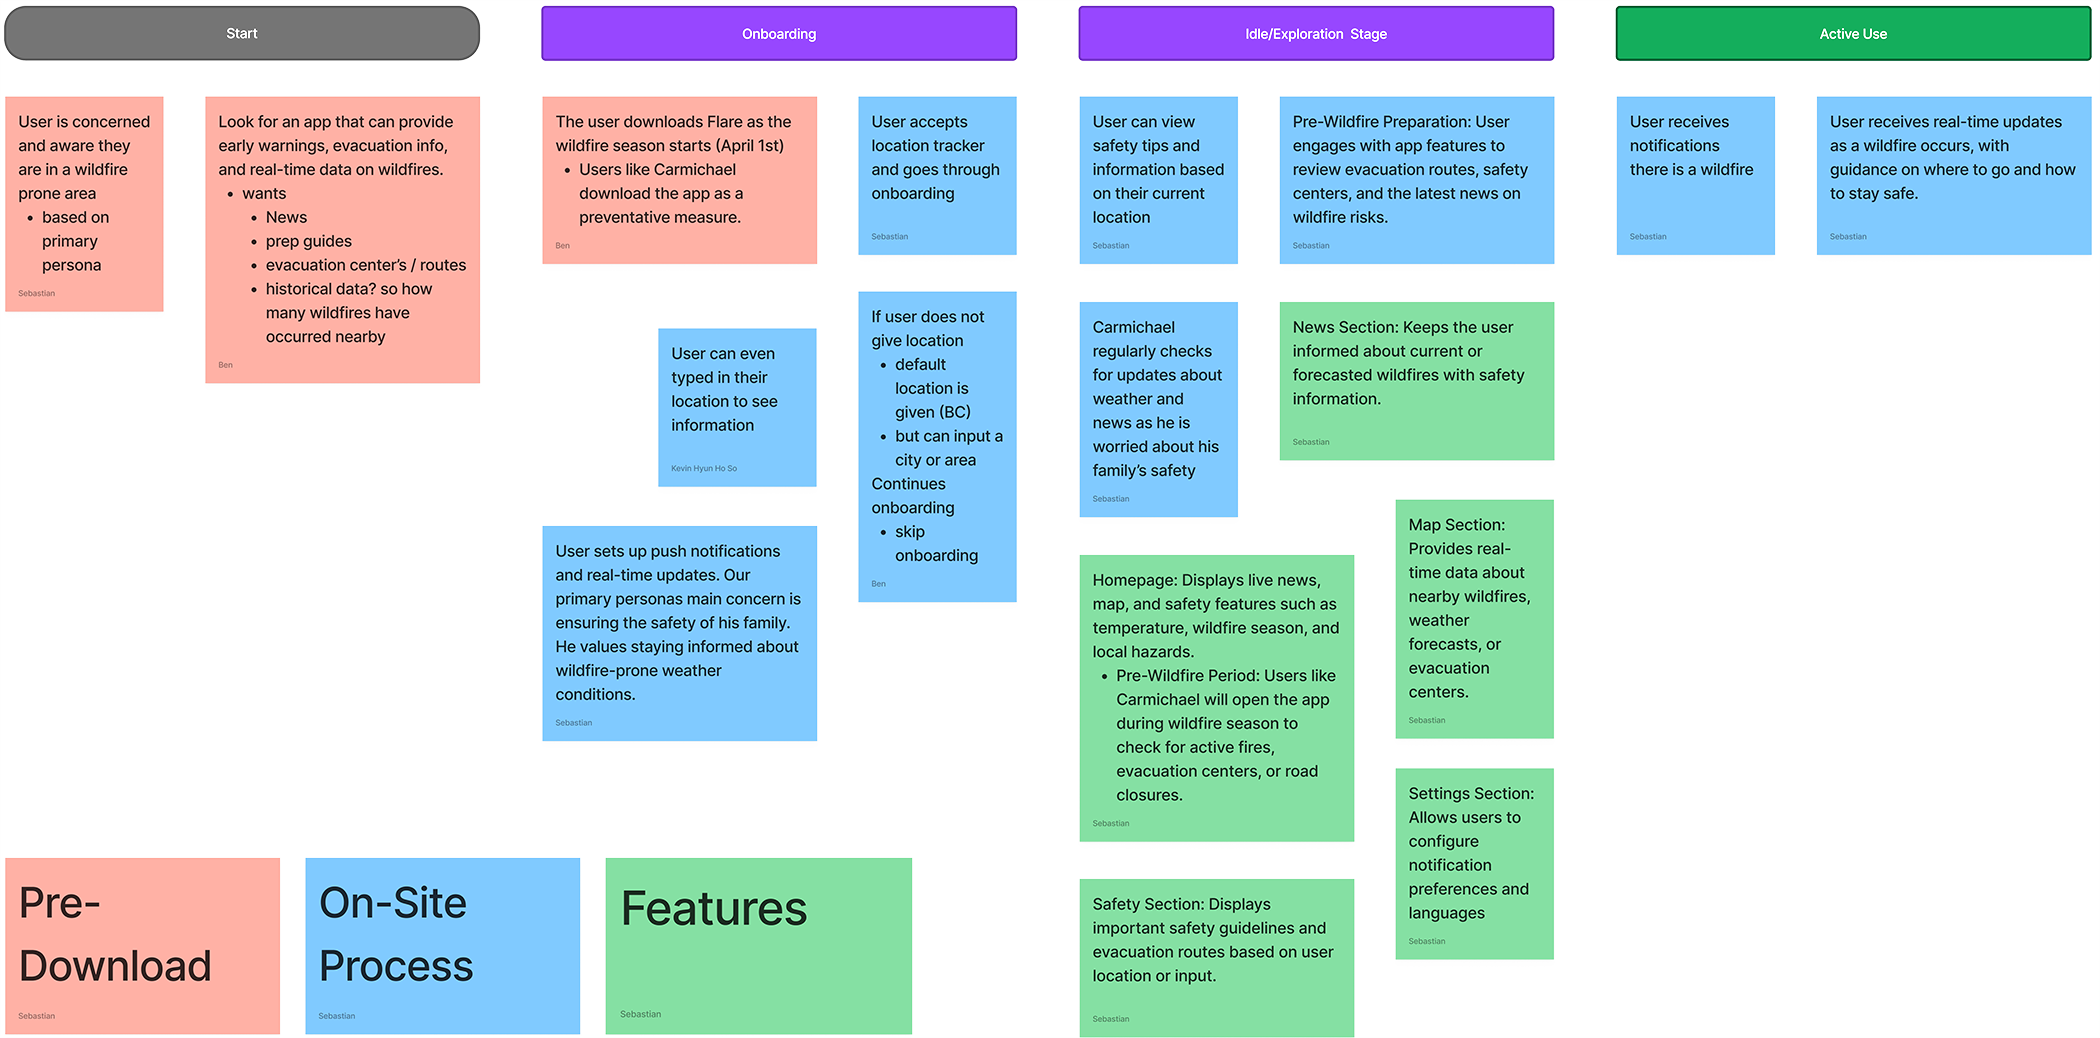 Start
Onboarding
Idle/Exploration Stage
Active Use
User is concerned
and aware they
are in a wildfire
prone area
• based on
primary
persona
Sebastian
Look for an app that can provide
early warnings, evacuation info,
and real-time data on wildfires.
• wants
• News
• prep guides
• evacuation center's / routes
• historical data? so how
many wildfires have
occurred nearby
Ben
The user downloads Flare as the
wildfire season starts (April 1st)
• Users like Carmichael
download the app as a
preventative measure.
Ben
User accepts
location tracker
and goes through
onboarding
Sebastian
User can even
typed in their
location to see
information
Kevin Hyun Ho So
If user does not
give location
• default
location is
given (BC)
• but can input a
city or area
Continues
onboarding
• skip
onboarding
Ben
User sets up push notifications
and real-time updates. Our
primary personas main concern is
ensuring the safety of his family.
He values staying informed about
wildfire-prone weather
conditions.
Sebastian
User can view
safety tips and
information based
on their current
location
Sebastian
Pre-Wildfire Preparation: User
engages with app features to
review evacuation routes, safety
centers, and the latest news on
wildfire risks.
Sebastian
Carmichael
regularly checks
for updates about
weather and
news as he is
worried about his
family's safety
Sebastian
News Section: Keeps the user
informed about current or
forecasted wildfires with safety
information.
Sebastian
Map Section:
Provides real-
time data about
nearby wildfires,
weather
forecasts, or
evacuation
centers.
Sebastian
Homepage: Displays live news,
map, and safety features such as
temperature, wildfire season, and
local hazards.
• Pre-Wildfire Period: Users like
Carmichael will open the app
during wildfire season to
check for active fires,
evacuation centers, or road
closures.
Sebastian
Settings Section:
Allows users to
configure
notification
preferences and
languages
Sebastian
Safety Section: Displays
important safety guidelines and
evacuation routes based on user
location or input.
Sebastian
User receives
notifications
there is a wildfire
Sebastian
User receives real-time updates
as a wildfire occurs, with
guidance on where to go and how
to stay safe.
Sebastian
Pre-
Download
Sebastian
On-Site
Process
Sebastian
Features
Sebastian